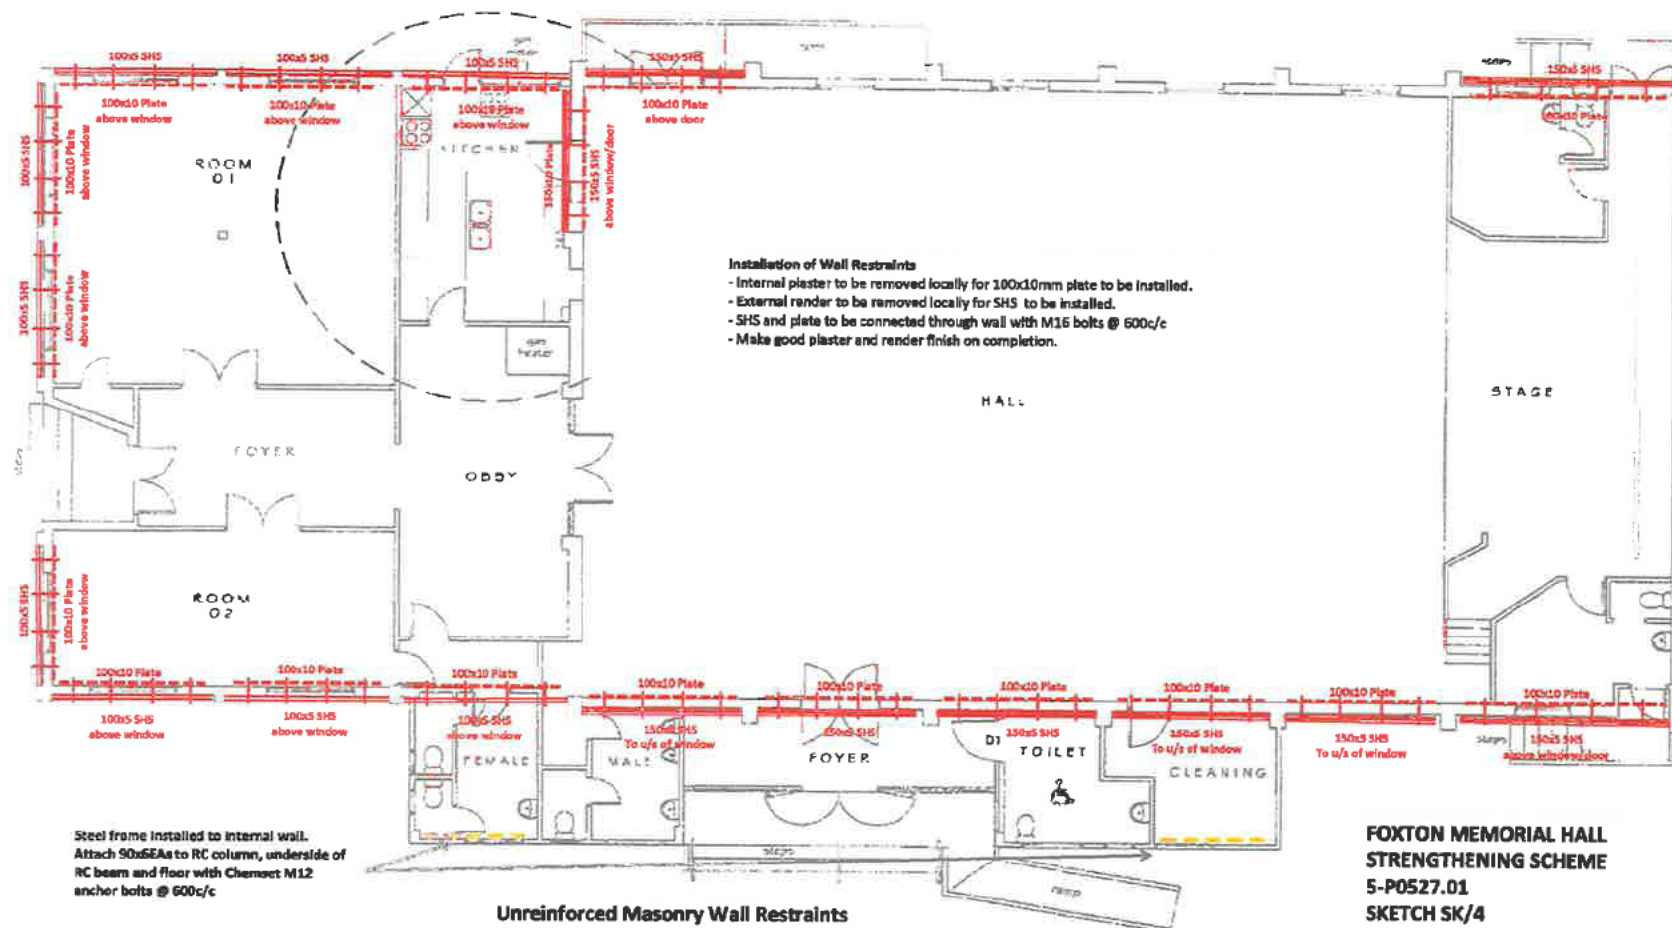 100x5 SHS
100x5 SHS
100x5 SHS
150x5 SHS
ramp
steps
150x5 SHS
100x10 Plate
above window
100x10 Plate
above window
100x10 Plate
above window
100x10 Plate
above door
100x10 Plate
100x5 SHS
100x10 Plate
above window
ROOM
01
KITCHEN
150x10 Plate
150x5 SHS
above window/door
100x5 SHS
100x10 Plate
above window
Installation of Wall Restraints
- Internal plaster to be removed locally for 100x10mm plate to be installed.
- External render to be removed locally for SHS to be installed.
- SHS and plate to be connected through wall with M16 bolts @ 600c/c
- Make good plaster and render finish on completion.
heater
HALL
STAGE
FOYER
OBBY
100x5 SHS
100x10 Plate
above window
ROOM
02
100x10 Plate
100x10 Plate
100x10 Plate
100x10 Plate
100x10 Plate
100x10 Plate
100x10 Plate
100x10 Plate
100x10 Plate
100x5 SHS
above window
100x5 SHS
above window
100x5 SHS
above window
150x5 SHS
To u/s of window
150x5 SHS
150x5 SHS
150x5 SHS
To u/s of window
150x5 SHS
To u/s of window
steps
150x5 SHS
above window/door
FEMALE
MALE
FOYER
D1
TOILET
CLEANING
steps
ramp
Steel frame installed to internal wall.
Attach 90x6EAs to RC column, underside of
RC beam and floor with Chemset M12
anchor bolts @ 600c/c
Unreinforced Masonry Wall Restraints
FOXTON MEMORIAL HALL
STRENGTHENING SCHEME
5-P0527.01
SKETCH SK/4